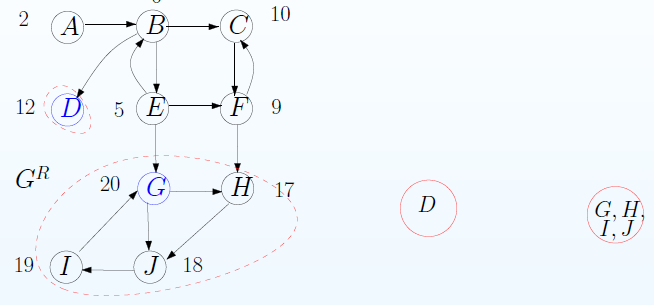 2 A B C 10
12 D 5 E F 9
G^R 20 G H 17
19 I J 18
D
G, H,
I, J